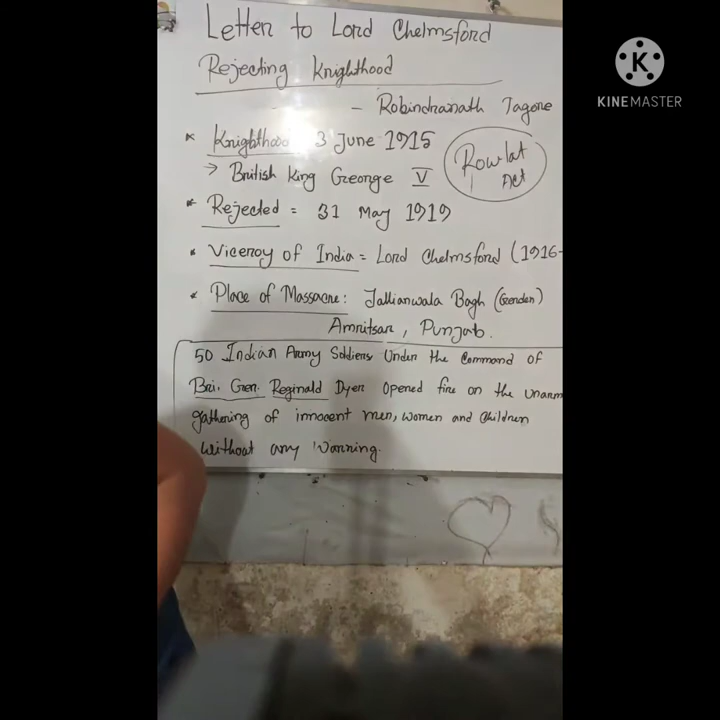 Letter to Lord Chelmsford
Rejecting Knighthood
- Robindranath Tagore
* Knighthood 3 June 1915
→ British King George V
Rowlat Act
* Rejected = 31 May 1919
* Viceroy of India = Lord Chelmsford (1916-
* Place of Massacre: Jallianwala Bagh (Garden)
Amritsar, Punjab.
50 Indian Army Soldiers Under the Command of
Bri. Gen. Reginald Dyer opened fire on the unarm
gathering of innocent men, women and children
without any Warning.
K
KINEMASTER